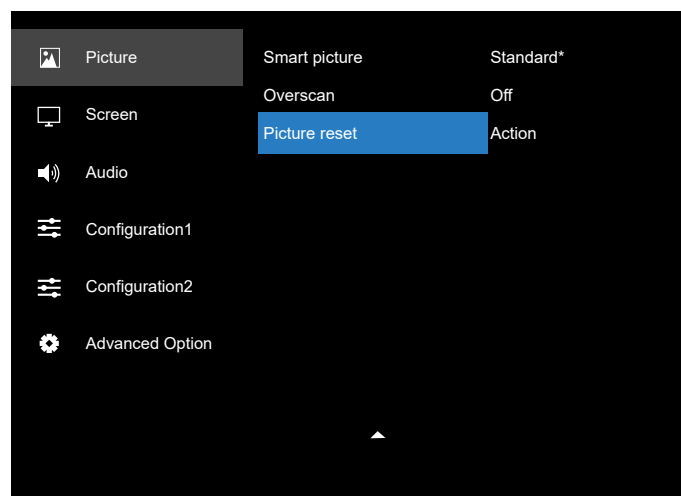 Picture
Screen
Audio
Configuration1
Configuration2
Advanced Option
Smart picture Standard*
Overscan Off
Picture reset Action